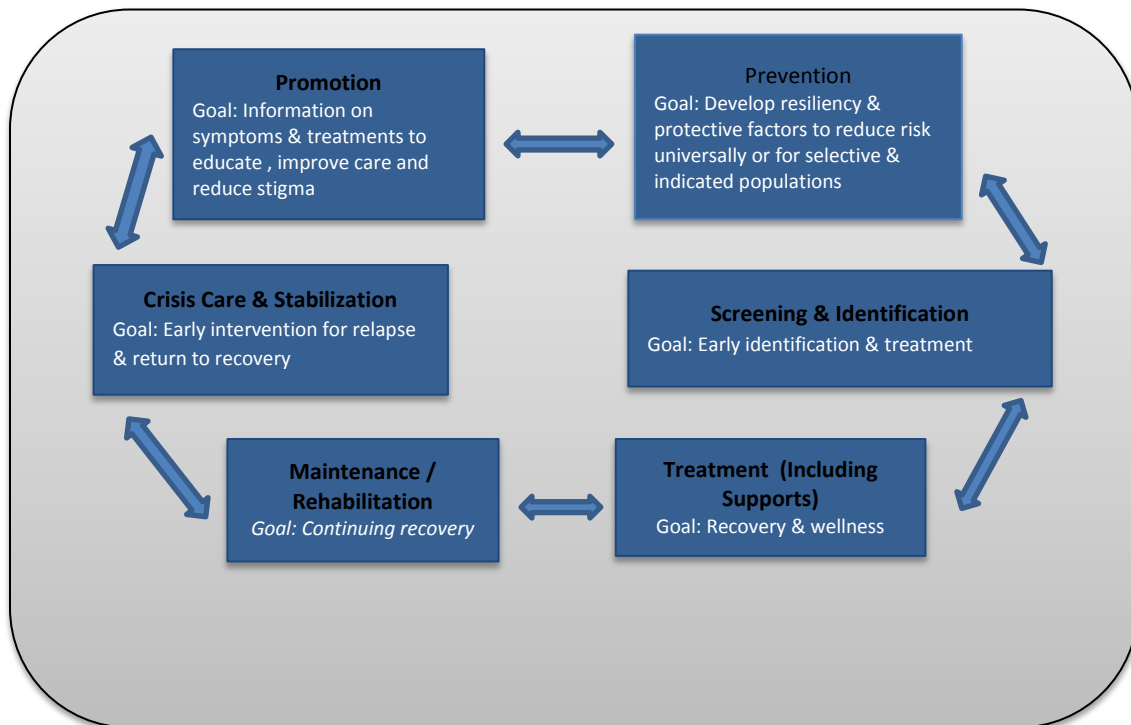 Promotion
Goal: Information on
symptoms & treatments to
educate , improve care and
reduce stigma
Prevention
Goal: Develop resiliency &
protective factors to reduce risk
universally or for selective &
indicated populations
Crisis Care & Stabilization
Goal: Early intervention for relapse
& return to recovery
Screening & Identification
Goal: Early identification & treatment
Maintenance /
Rehabilitation
Goal: Continuing recovery
Treatment  (Including
Supports)
Goal: Recovery & wellness